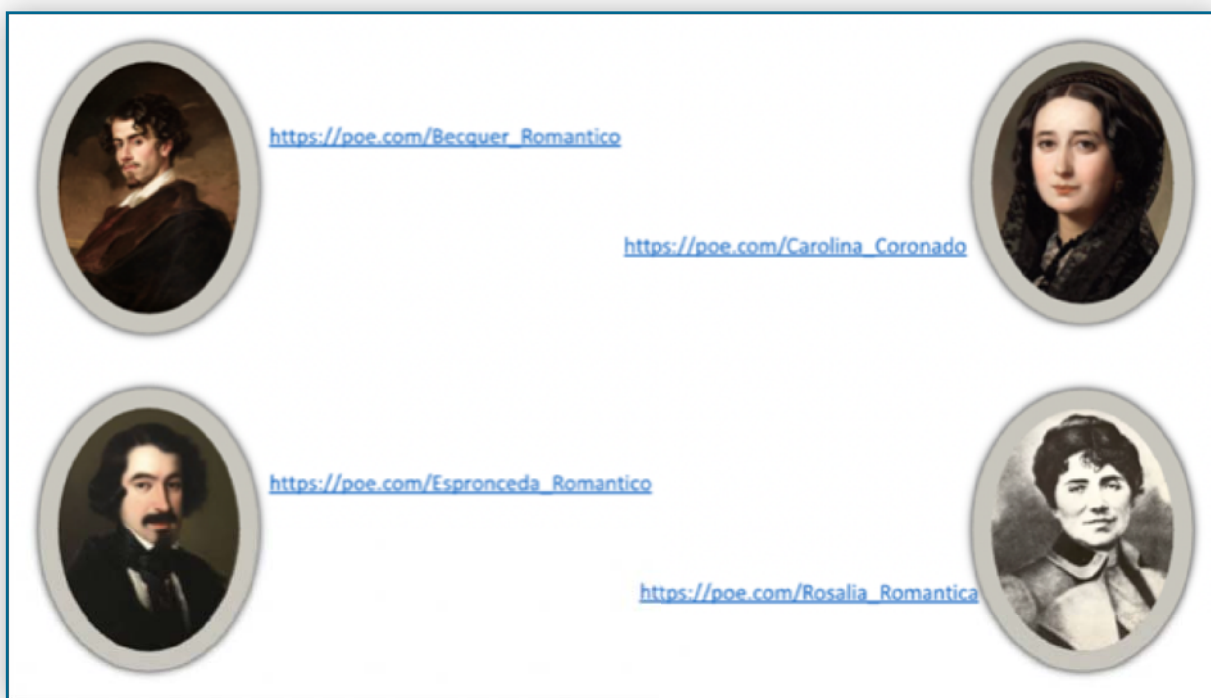 https://poe.com/Becquer_Romantico
https://poe.com/Carolina_Coronado
https://poe.com/Espronceda_Romantico
https://poe.com/Rosalia_Romantica